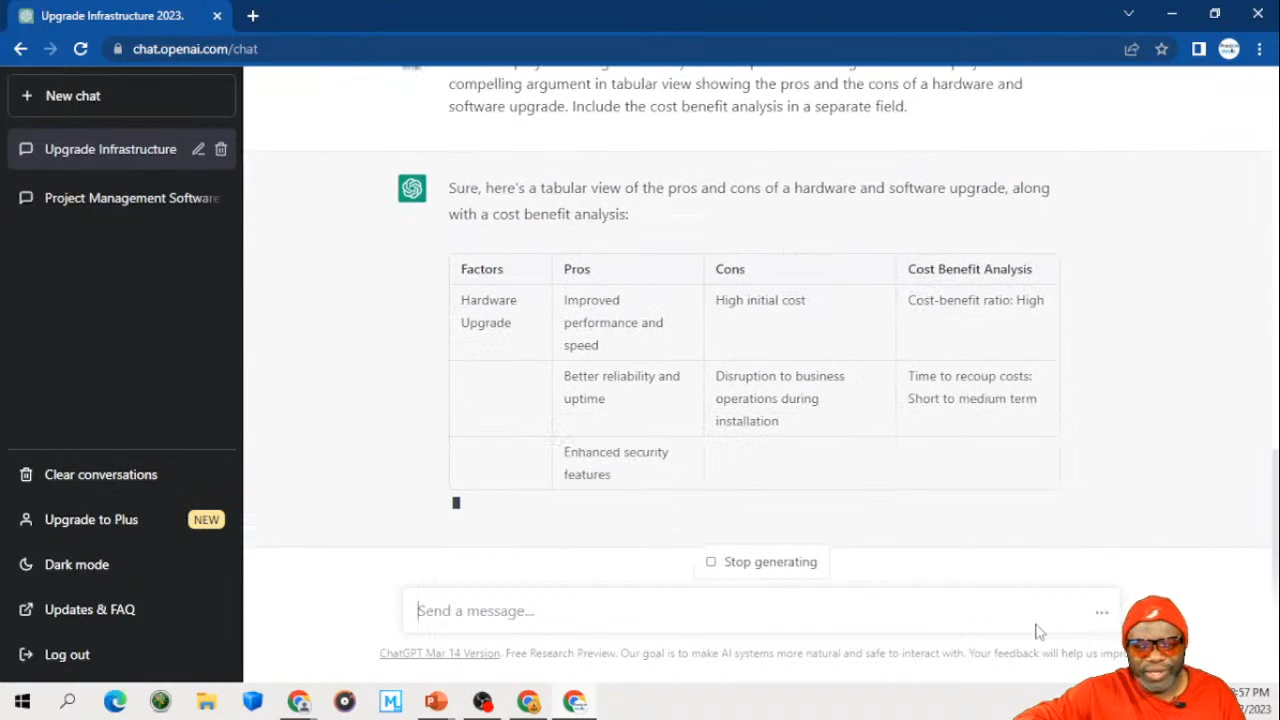 Upgrade Infrastructure 2023.
chat.openai.com/chat
New chat
Upgrade Infrastructure
Project Management Software
Clear conversations
Upgrade to Plus
NEW
Dark mode
Updates & FAQ
Log out
compelling argument in tabular view showing the pros and the cons of a hardware and
software upgrade. Include the cost benefit analysis in a separate field.
Sure, here's a tabular view of the pros and cons of a hardware and software upgrade, along
with a cost benefit analysis:
Factors Pros Cons Cost Benefit Analysis
Hardware Improved High initial cost Cost-benefit ratio: High
Upgrade performance and
speed
Better reliability and Disruption to business Time to recoup costs:
uptime operations during Short to medium term
installation
Enhanced security
features
Stop generating
Send a message...
ChatGPT Mar 14 Version. Free Research Preview. Our goal is to make AI systems more natural and safe to interact with. Your feedback will help us
:57 PM
/2023